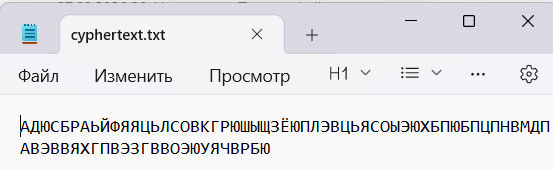 cyphertext.txt
Файл Изменить Просмотр H1
АДЮСБРАЬЙФЯЯЦЬЛСОВКГРЮШЫЩЗЁЮПЛЭВЦЬЯСОЫЭЮХБПЮБПЦПНВМДП
АВЭВВЯХГПВЭЗГВВОЭЮУЯЧВРБЮ